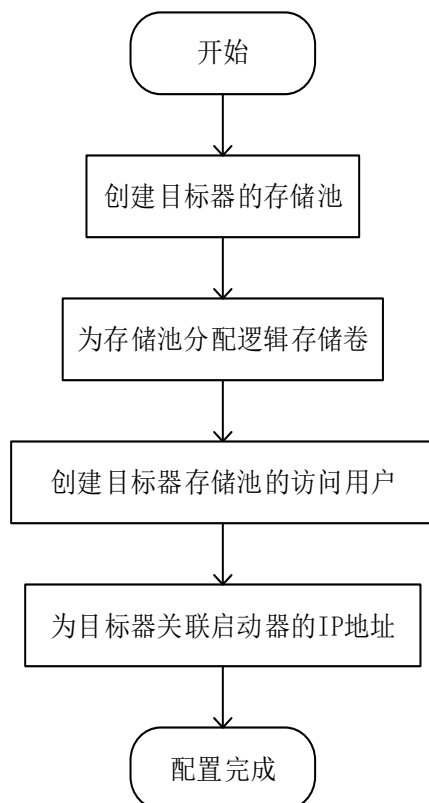 开始
创建目标器的存储池
为存储池分配逻辑存储卷
创建目标器存储池的访问用户
为目标器关联启动器的IP地址
配置完成